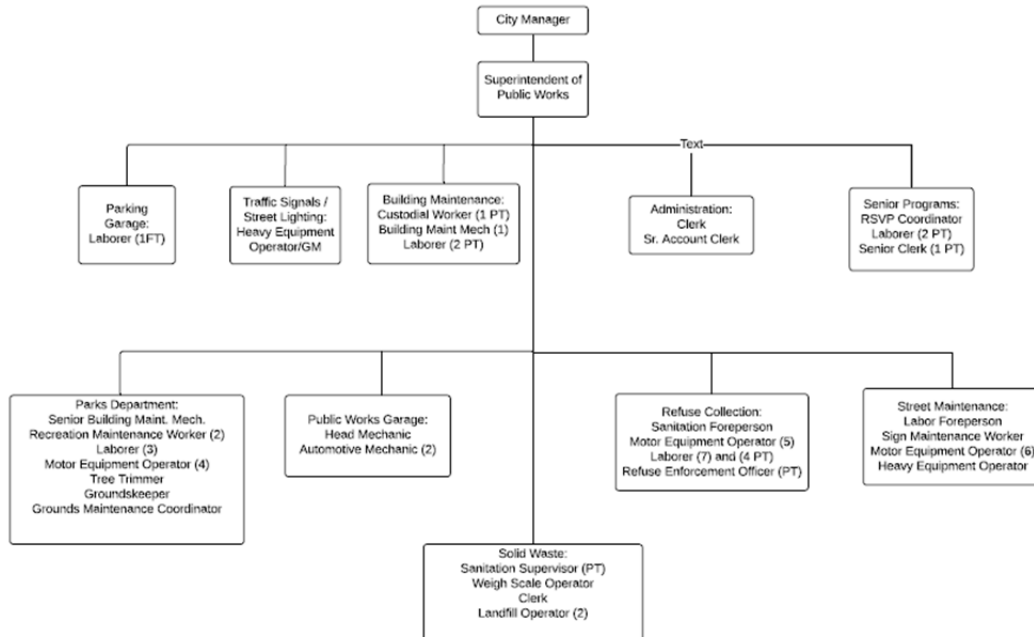 City Manager
Superintendent of
Public Works
Text
Parking
Garage:
Laborer (1FT)
Traffic Signals /
Street Lighting:
Heavy Equipment
Operator/GM
Building Maintenance:
Custodial Worker (1 PT)
Building Maint Mech (1)
Laborer (2 PT)
Administration:
Clerk
Sr. Account Clerk
Senior Programs:
RSVP Coordinator
Laborer (2 PT)
Senior Clerk (1 PT)
Parks Department:
Senior Building Maint. Mech.
Recreation Maintenance Worker (2)
Laborer (3)
Motor Equipment Operator (4)
Tree Trimmer
Groundskeeper
Grounds Maintenance Coordinator
Public Works Garage:
Head Mechanic
Automotive Mechanic (2)
Refuse Collection:
Sanitation Foreperson
Motor Equipment Operator (5)
Laborer (7) and (4 PT)
Refuse Enforcement Officer (PT)
Street Maintenance:
Labor Foreperson
Sign Maintenance Worker
Motor Equipment Operator (6)
Heavy Equipment Operator
Solid Waste:
Sanitation Supervisor (PT)
Weigh Scale Operator
Clerk
Landfill Operator (2)